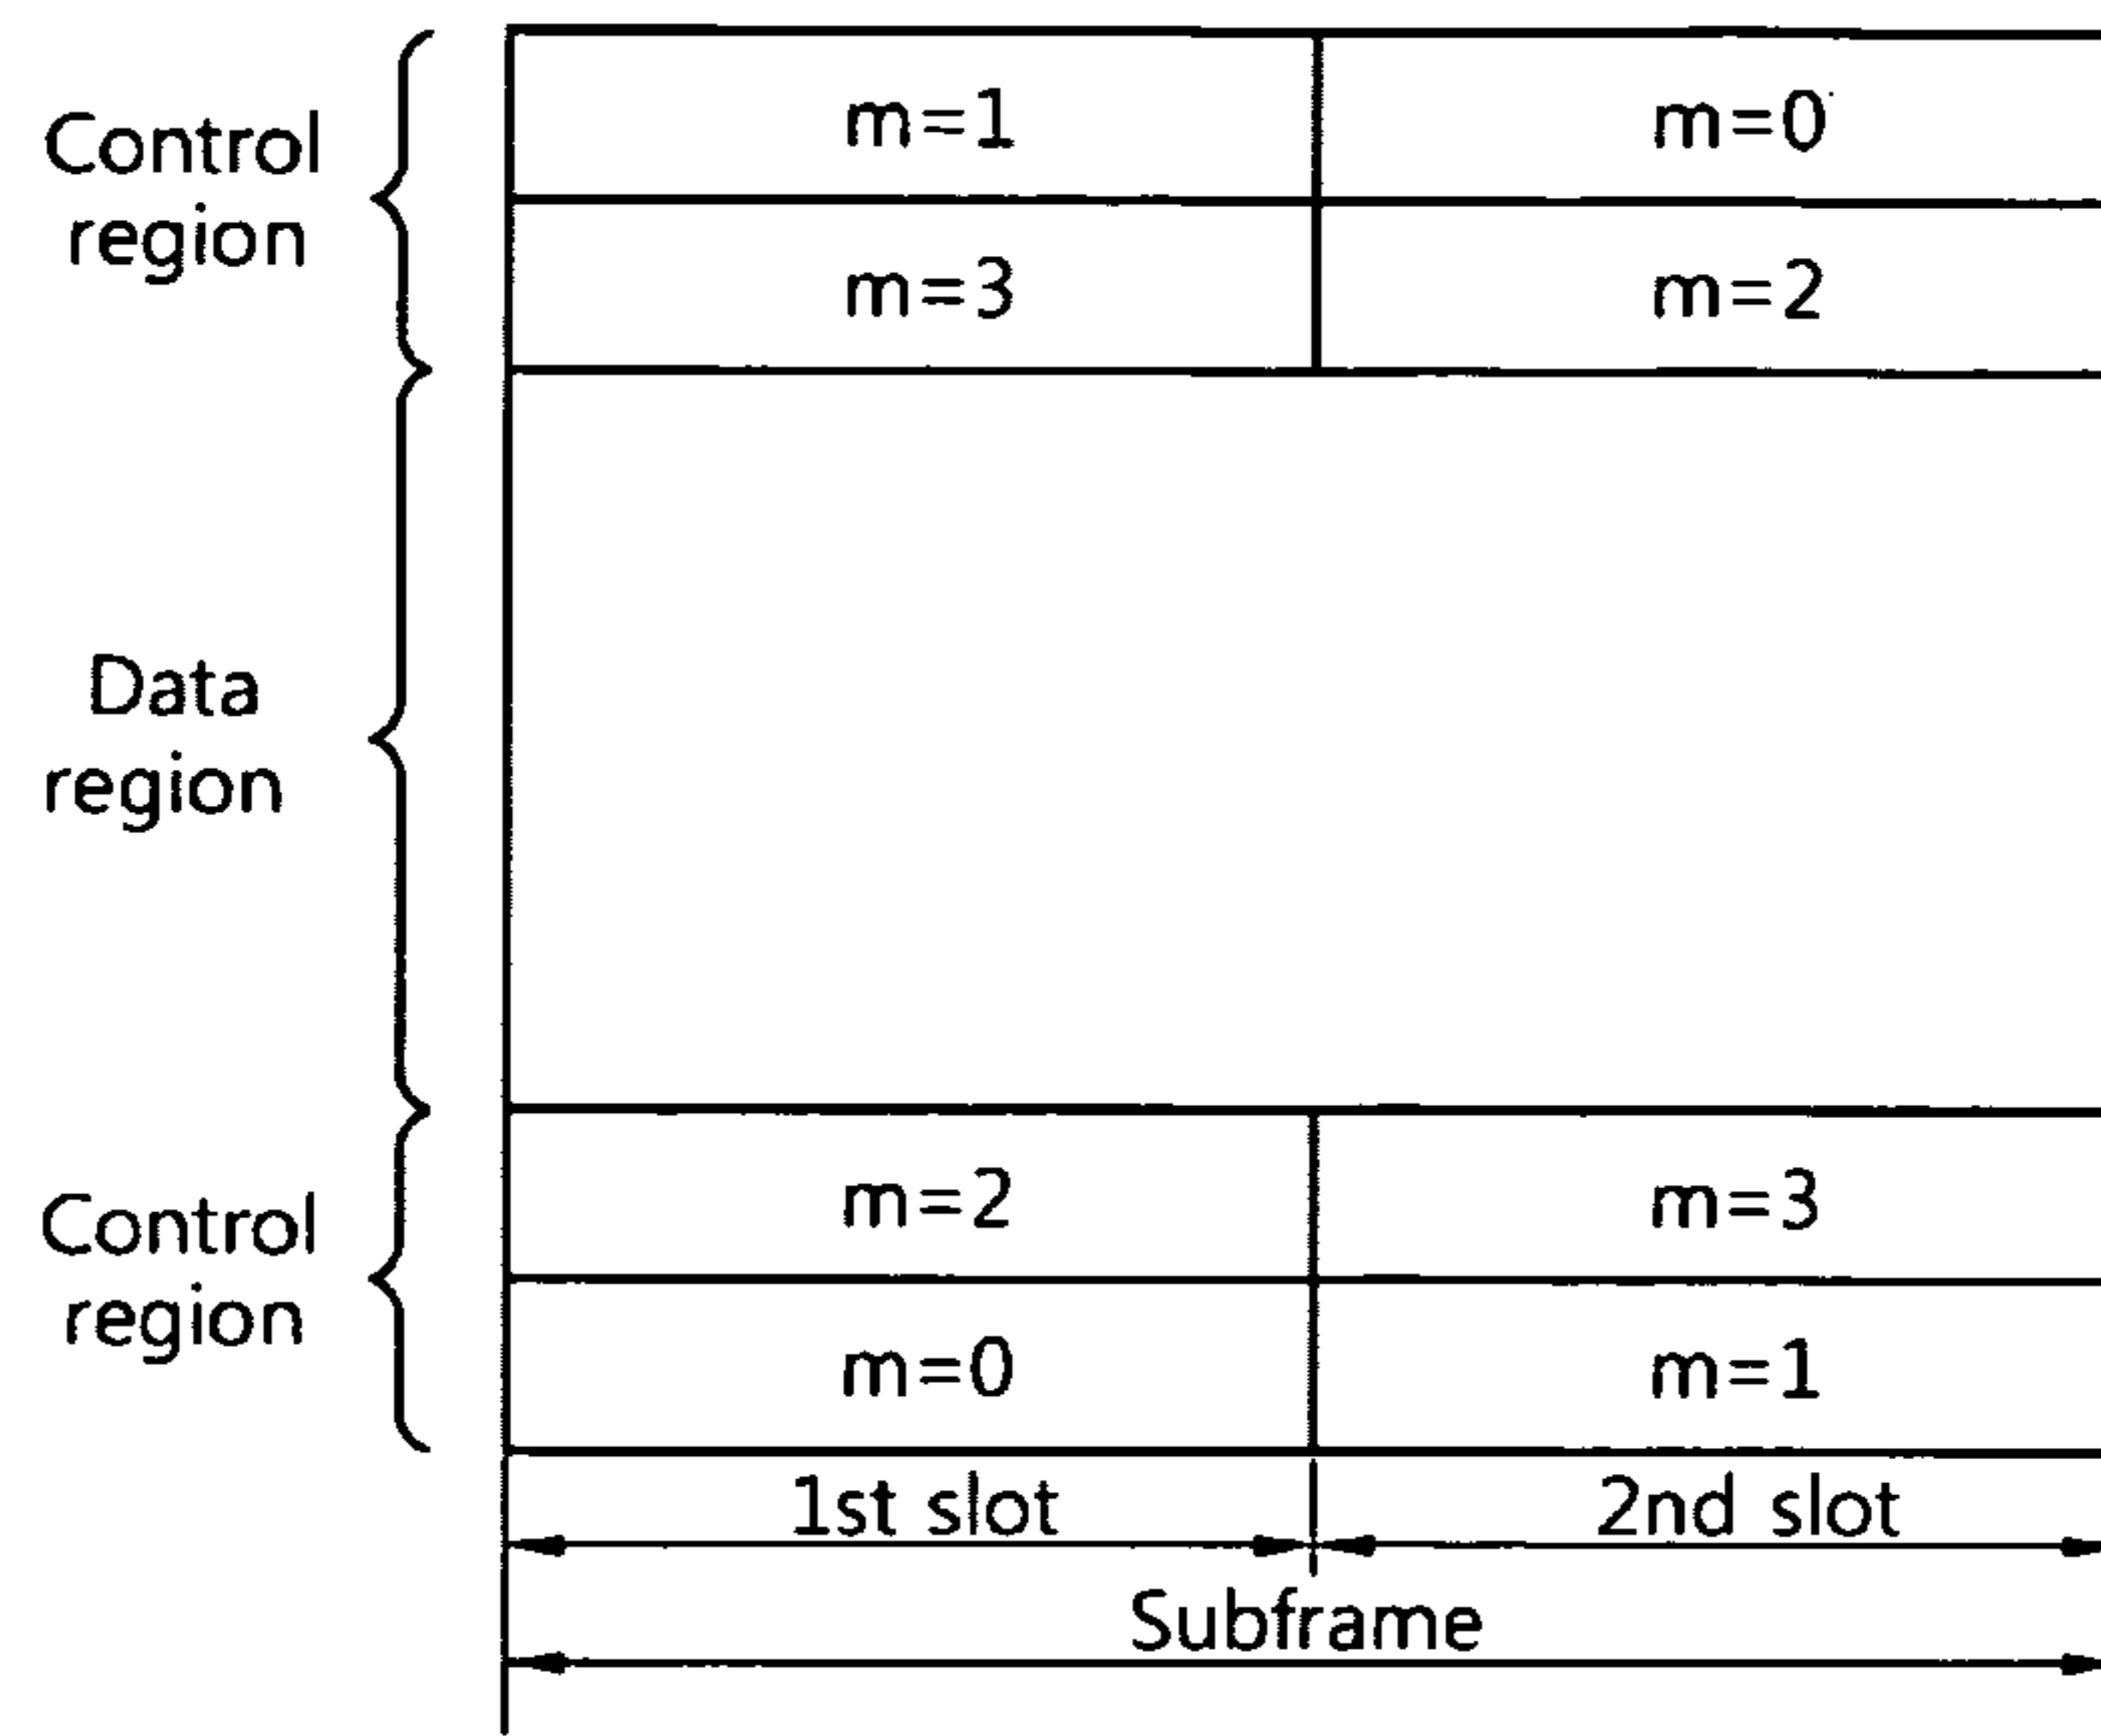 Control
region
m=1 m=0
m=3 m=2
Data
region
Control
region
m=2 m=3
m=0 m=1
1st slot 2nd slot
Subframe